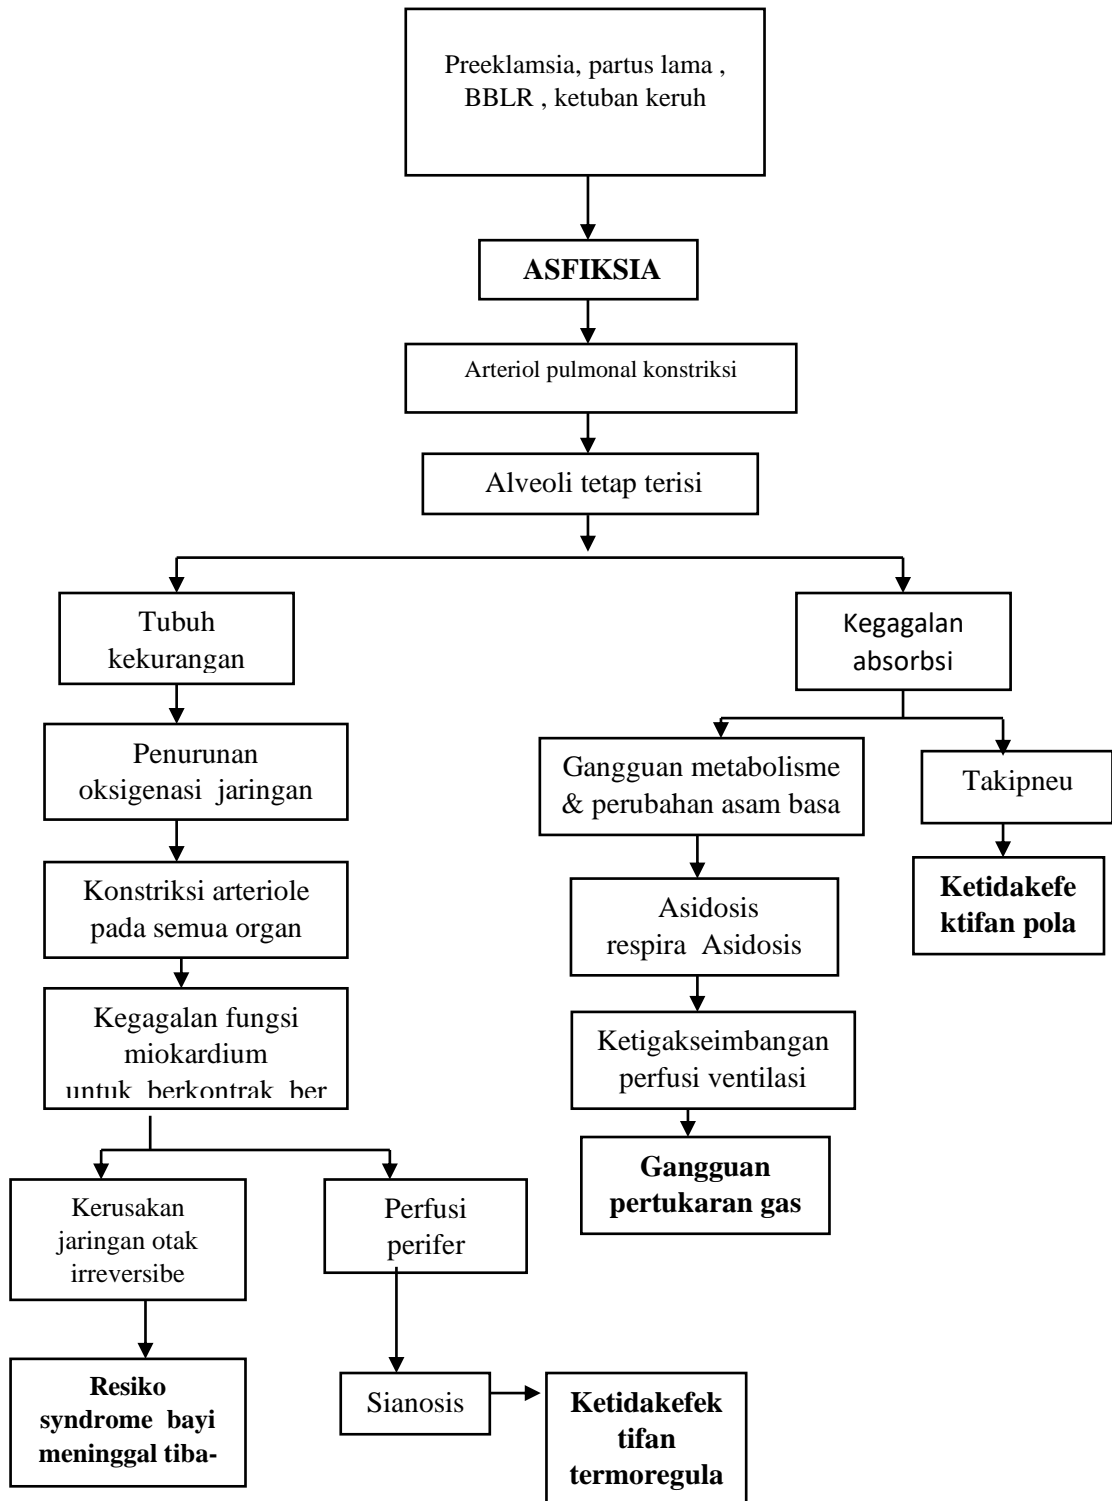 Preeklamsia, partus lama ,
BBLR , ketuban keruh
ASFIKSIA
Arteriol pulmonal konstriksi
Alveoli tetap terisi
Tubuh
kekurangan
Kegagalan
absorbsi
Penurunan
oksigenasi jaringan
Gangguan metabolisme
& perubahan asam basa
Takipneu
Konstriksi arteriole
pada semua organ
Asidosis
respira Asidosis
Ketidakefe
ktifan pola
Kegagalan fungsi
miokardium
untuk berkontrak ber
Ketigakseimbangan
perfusi ventilasi
Gangguan
pertukaran gas
Kerusakan
jaringan otak
irreversibe
Perfusi
perifer
Resiko
syndrome bayi
meninggal tiba-
Sianosis
Ketidakefek
tifan
termoregula